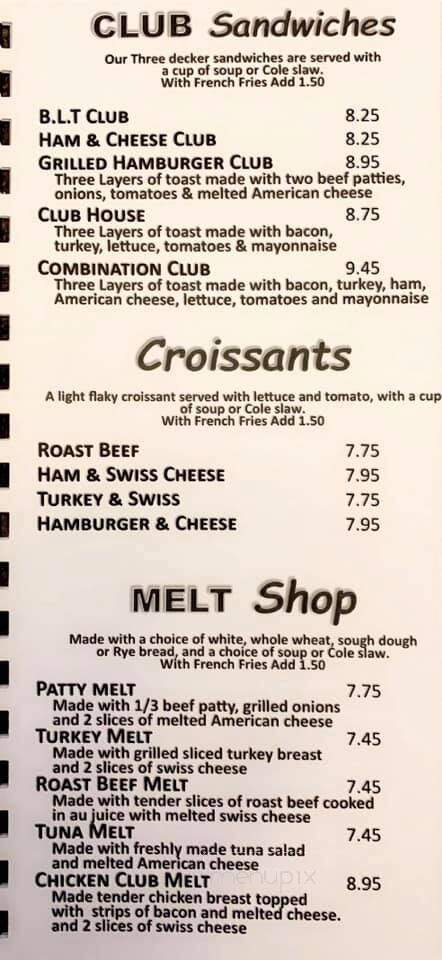 CLUB Sandwiches
Our Three decker sandwiches are served with
a cup of soup or Cole slaw.
With French Fries Add 1.50
B.L.T CLUB 8.25
HAM & CHEESE CLUB 8.25
GRILLED HAMBURGER CLUB 8.95
Three Layers of toast made with two beef patties,
onions, tomatoes & melted American cheese
CLUB HOUSE 8.75
Three Layers of toast made with bacon,
turkey, lettuce, tomatoes & mayonnaise
COMBINATION CLUB 9.45
Three Layers of toast made with bacon, turkey, ham,
American cheese, lettuce, tomatoes and mayonnaise
Croissants
A light flaky croissant served with lettuce and tomato, with a cup
of soup or Cole slaw.
With French Fries Add 1.50
ROAST BEEF 7.75
HAM & SWISS CHEESE 7.95
TURKEY & SWISS 7.75
HAMBURGER & CHEESE 7.95
MELT Shop
Made with a choice of white, whole wheat, sough dough
or Rye bread, and a choice of soup or Cole slaw.
With French Fries Add 1.50
PATTY MELT 7.75
Made with 1/3 beef patty, grilled onions
and 2 slices of melted American cheese
TURKEY MELT 7.45
Made with grilled sliced turkey breast
and 2 slices of swiss cheese
ROAST BEEF MELT 7.45
Made with tender slices of roast beef cooked
in au juice with melted swiss cheese
TUNA MELT 7.45
Made with freshly made tuna salad
and melted American cheese
CHICKEN CLUB MELT 8.95
menupix
Made tender chicken breast topped
with strips of bacon and melted cheese.
and 2 slices of swiss cheese